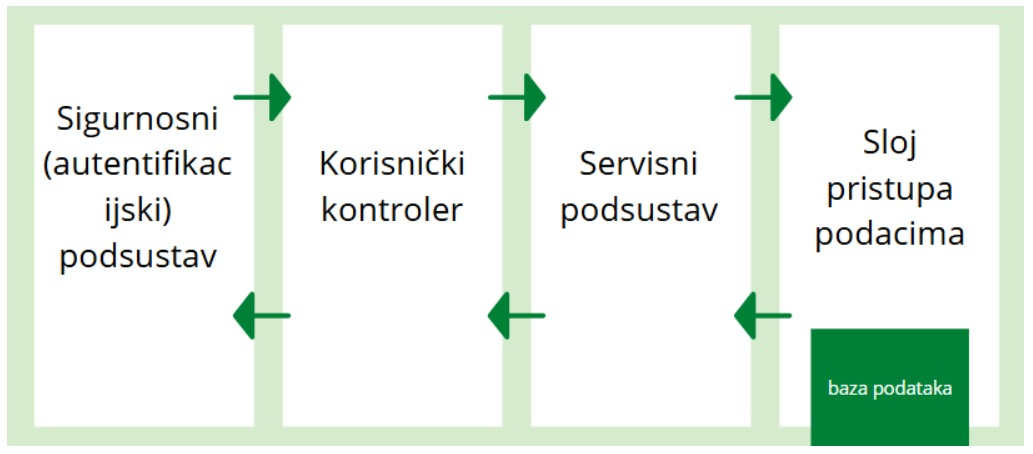 Sigurnosni
(autentifikac
ijski)
podsustav
Korisnički
kontroler
Servisni
podsustav
Sloj
pristupa
podacima
baza podataka